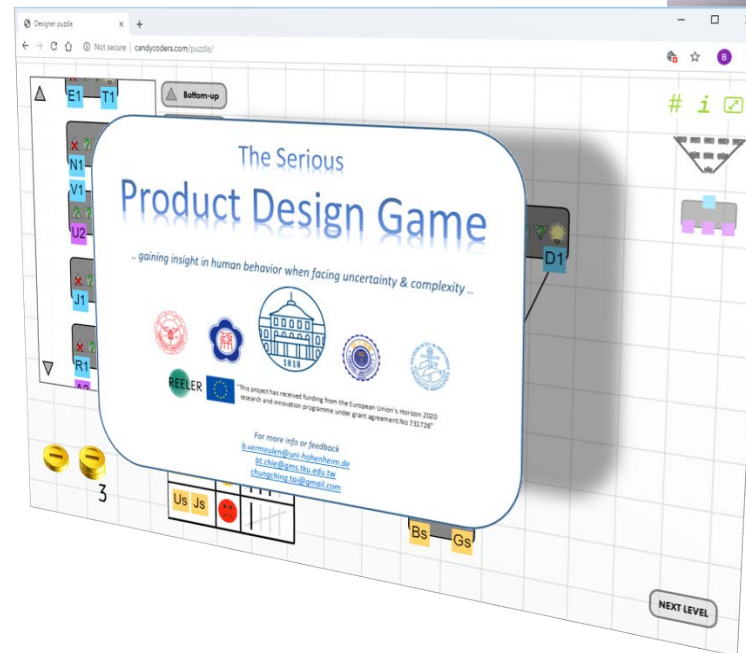 Designer puzzle
Not secure | candycoders.com/puzzle/
B
E1 T1
Bottom-up
# i
N1
V1
U2
J1
R1
D1
The Serious
Product Design Game
.. gaining insight in human behavior when facing uncertainty & complexity ..
1818
REELER
"This project has received funding from the European Union's Horizon 2020
research and innovation programme under grant agreement No 731726"
For more info or feedback
b.vermeulen@uni-hohenheim.de
bt.chie@gms.tku.edu.tw
chungching.tai@gmail.com
3
Us Js
Bs Gs
NEXT LEVEL